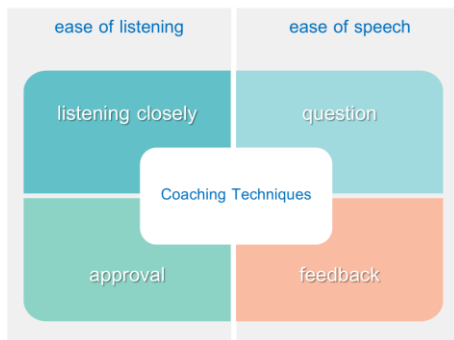 ease of listening
ease of speech
listening closely
question
Coaching Techniques
approval
feedback